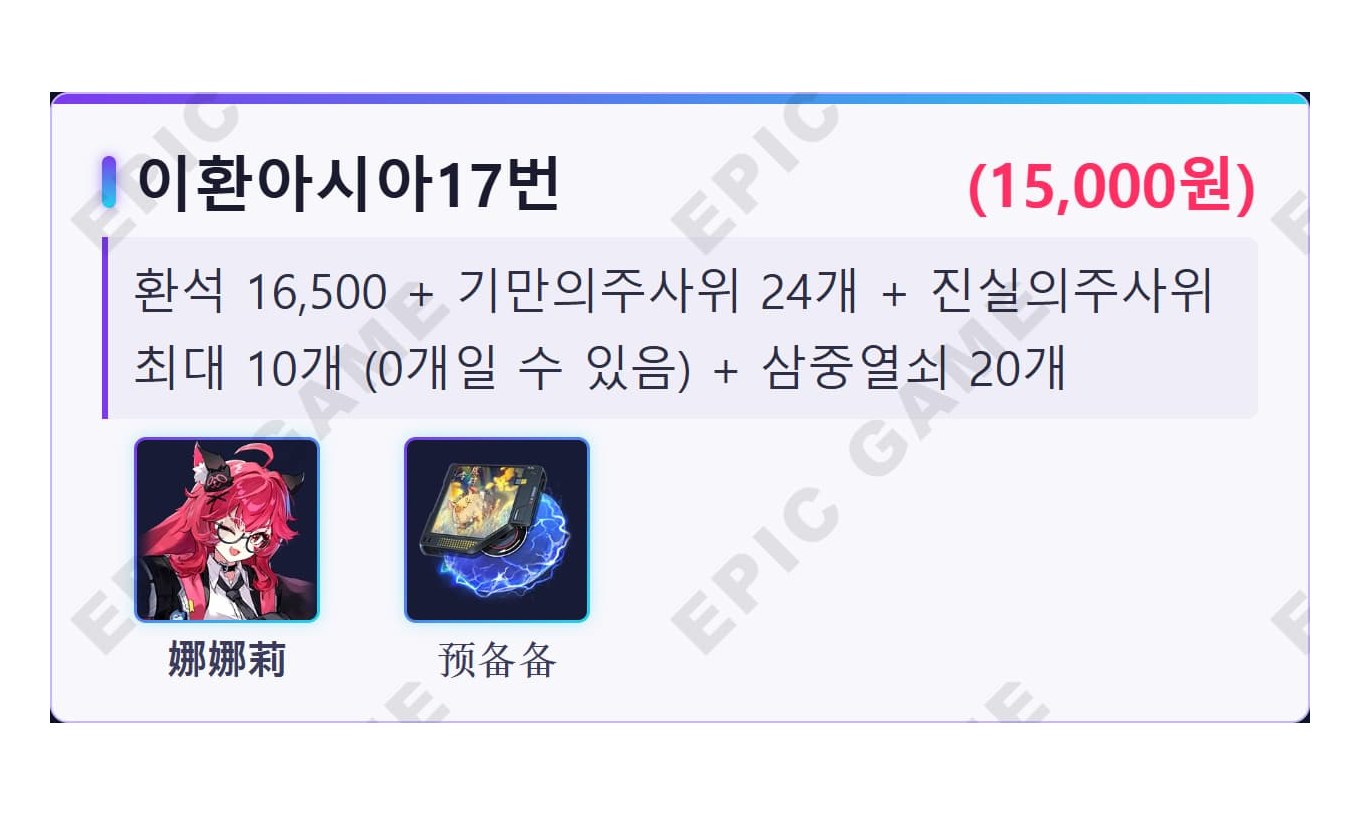 이환아시아17번
(15,000원)
환석 16,500 + 기만의주사위 24개 + 진실의주사위
최대 10개 (0개일 수 있음) + 삼중열쇠 20개
娜娜莉
预备备
EPIC GAME